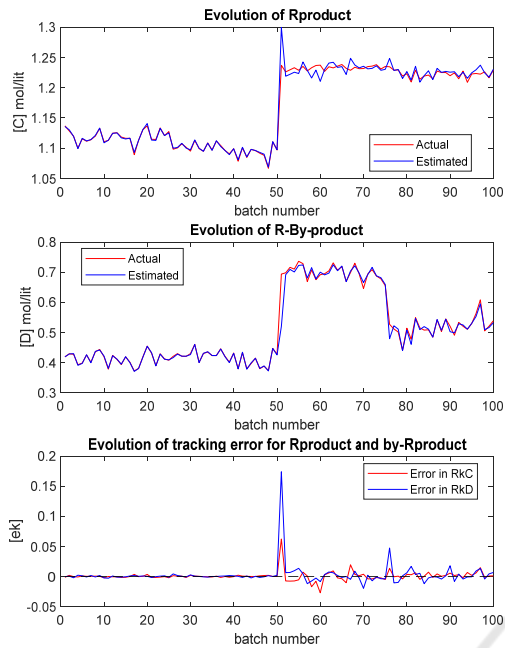 Evolution of Rproduct
1.3
1.25
1.2
1.15
1.1
1.05
[C] mol/lit
Actual
Estimated
0 10 20 30 40 50 60 70 80 90 100
batch number
Evolution of R-By-product
0.8
0.7
0.6
0.5
0.4
0.3
[D] mol/lit
Actual
Estimated
0 10 20 30 40 50 60 70 80 90 100
batch number
Evolution of tracking error for Rproduct and by-Rproduct
0.2
0.15
0.1
0.05
0
-0.05
[ek]
Error in RkC
Error in RkD
0 10 20 30 40 50 60 70 80 90 100
batch number